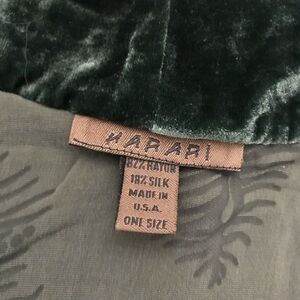 HARARI
82% RAYON
18% SILK
MADE IN
U.S.A.
ONE SIZE